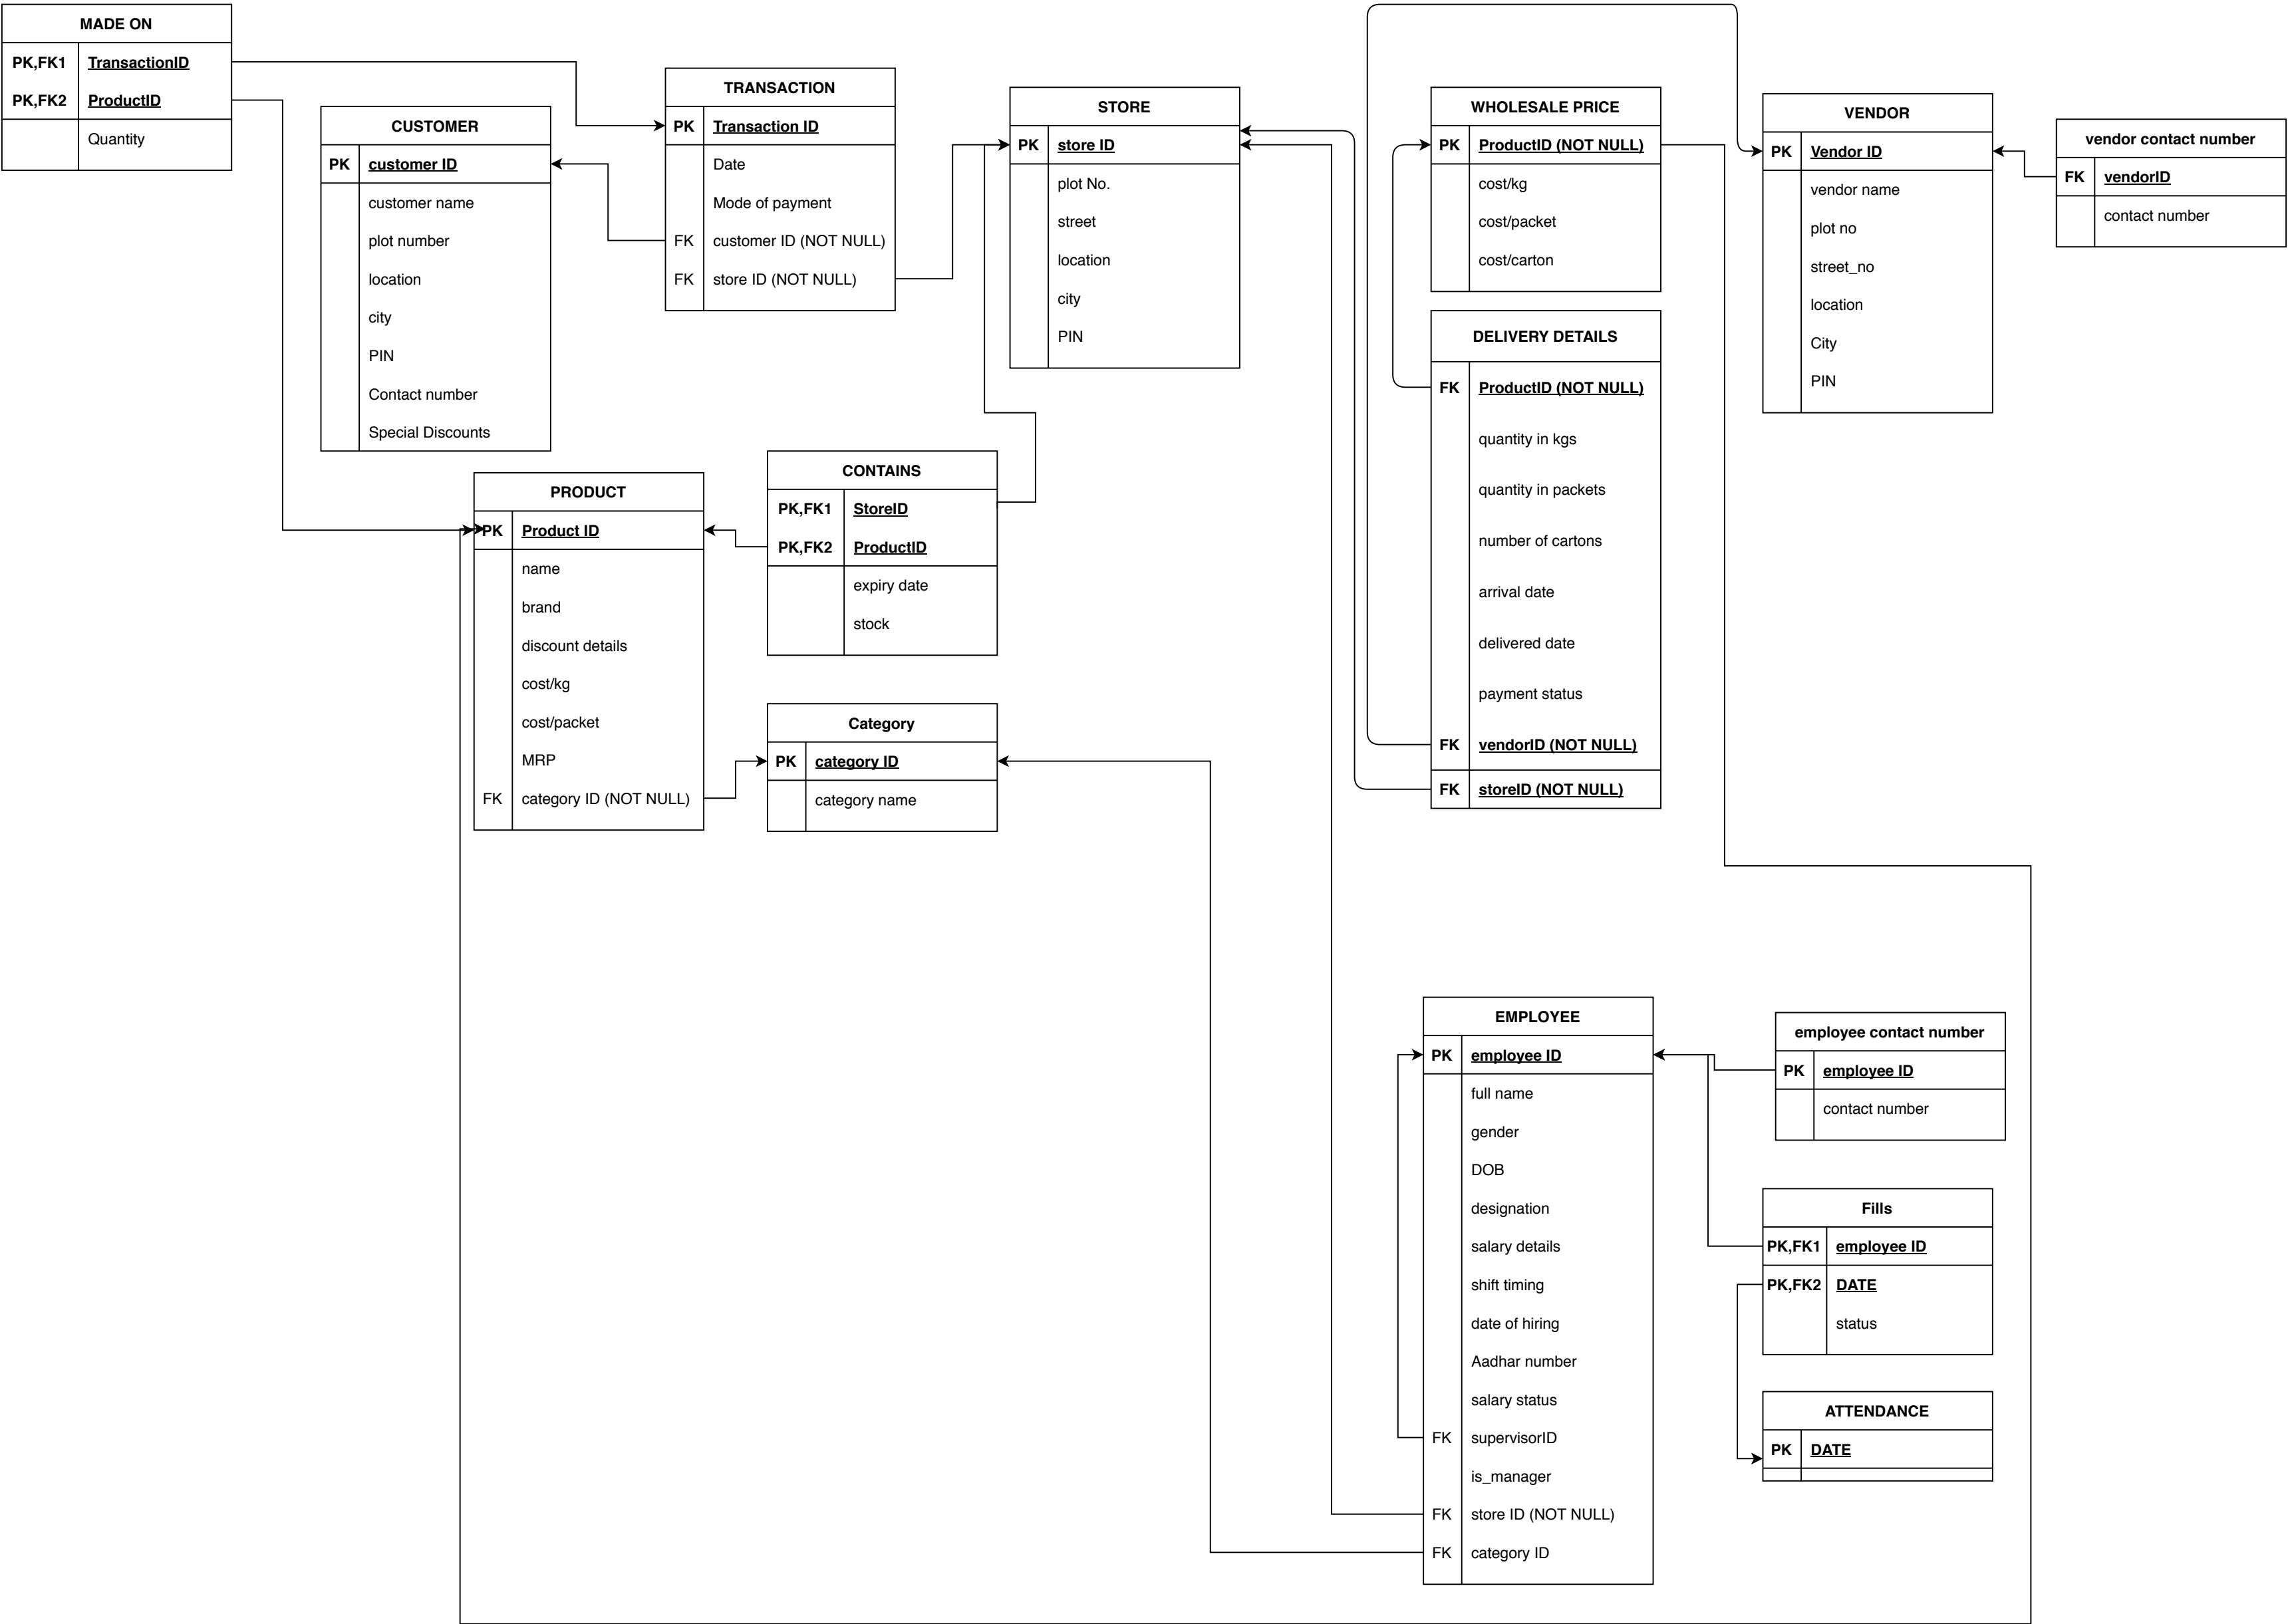 MADE ON
PK,FK1 TransactionID
PK,FK2 ProductID
Quantity
CUSTOMER
PK customer ID
customer name
plot number
location
city
PIN
Contact number
Special Discounts
TRANSACTION
PK Transaction ID
Date
Mode of payment
FK customer ID (NOT NULL)
FK store ID (NOT NULL)
STORE
PK store ID
plot No.
street
location
city
PIN
WHOLESALE PRICE
PK ProductID (NOT NULL)
cost/kg
cost/packet
cost/carton
VENDOR
PK Vendor ID
vendor name
plot no
street_no
location
City
PIN
vendor contact number
FK vendorID
contact number
DELIVERY DETAILS
FK ProductID (NOT NULL)
quantity in kgs
quantity in packets
number of cartons
arrival date
delivered date
payment status
FK vendorID (NOT NULL)
FK storeID (NOT NULL)
PRODUCT
PK Product ID
name
brand
discount details
cost/kg
cost/packet
MRP
FK category ID (NOT NULL)
CONTAINS
PK,FK1 StoreID
PK,FK2 ProductID
expiry date
stock
Category
PK category ID
category name
EMPLOYEE
PK employee ID
full name
gender
DOB
designation
salary details
shift timing
date of hiring
Aadhar number
salary status
FK supervisorID
is_manager
FK store ID (NOT NULL)
FK category ID
employee contact number
PK employee ID
contact number
Fills
PK,FK1 employee ID
PK,FK2 DATE
status
ATTENDANCE
PK DATE